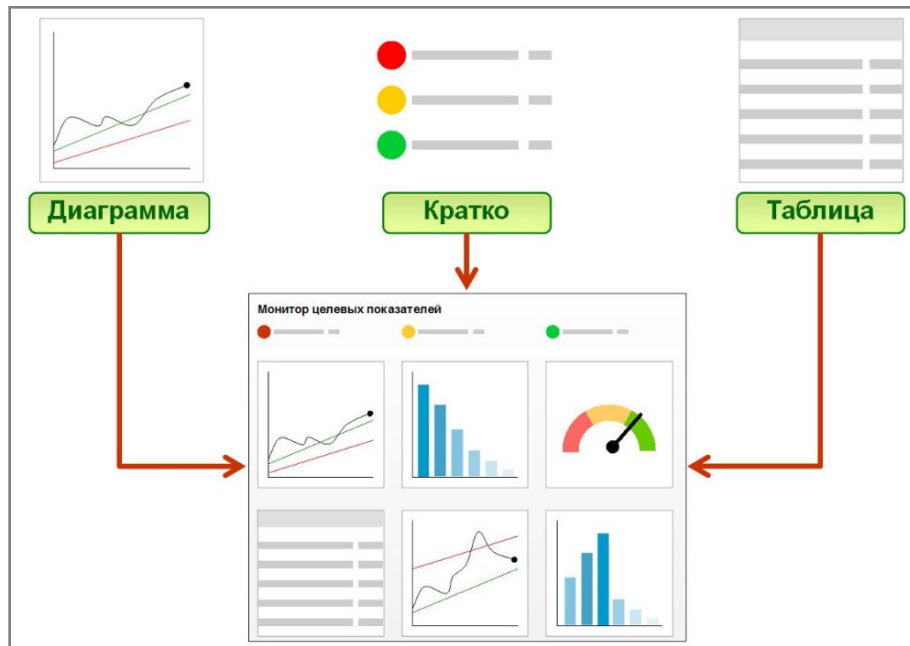 Диаграмма
Кратко
Таблица
Монитор целевых показателей